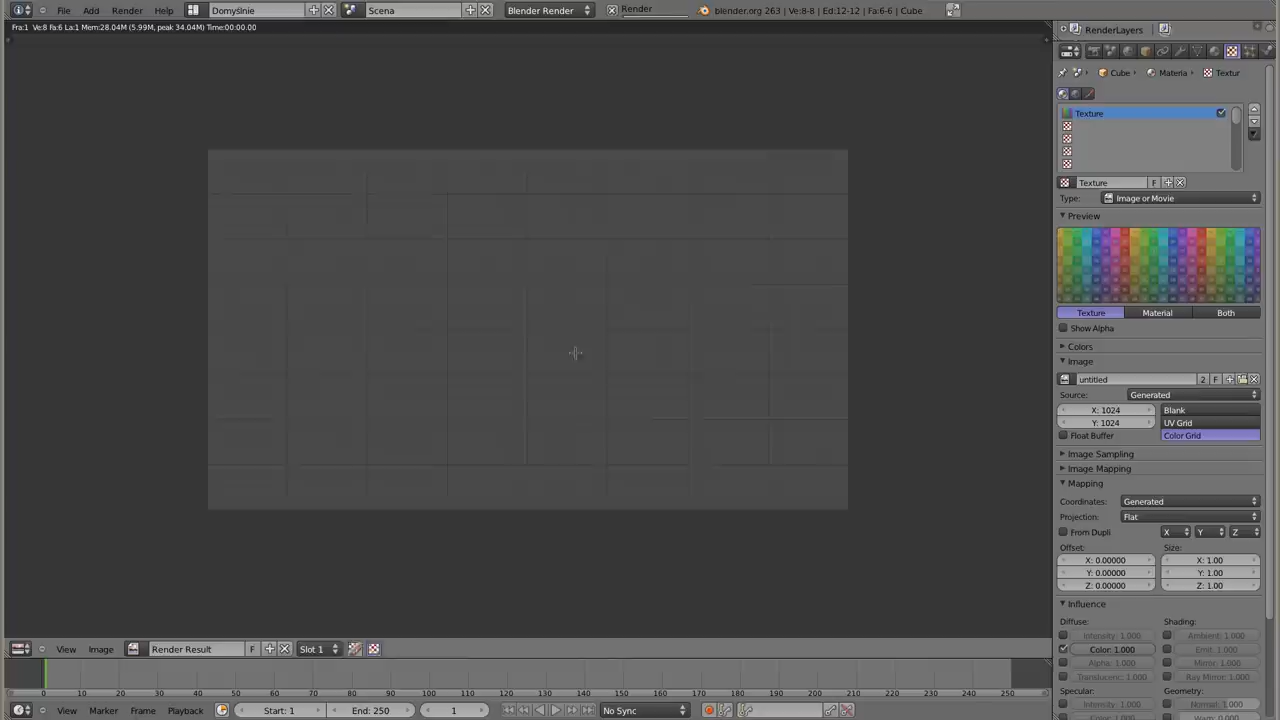 File Add Render Help Domyślnie Scena Blender Render Render blender.org 263 | Ve:8-8 | Ed:12-12 | Fa:6-6 | Cube
Fra:1 Ve:8 Fa:6 La:1 Mem:28.04M (5.99M, peak 34.04M) Time:00:00.00
RenderLayers
Cube Materia Textur
Texture
Texture F
Type: Image or Movie
Preview
Texture Material Both
Show Alpha
Colors
Image
untitled 2 F
Source: Generated
X: 1024 Blank
Y: 1024 UV Grid
Float Buffer Color Grid
Image Sampling
Image Mapping
Mapping
Coordinates: Generated
Projection: Flat
From Dupli X Y Z
Offset: Size:
X: 0.00000 X: 1.00
Y: 0.00000 Y: 1.00
Z: 0.00000 Z: 1.00
Influence
Diffuse: Shading:
Intensity: 1.000 Ambient: 1.000
Color: 1.000 Emit: 1.000
Alpha: 1.000 Mirror: 1.000
Translucen: 1.000 Ray Mirror: 1.000
Specular: Geometry:
Intensity: 1.000 Normal: 1.000
View Image Render Result F Slot 1
0 10 20 30 40 50 60 70 80 90 100 110 120 130 140 150 160 170 180 190 200 210 220 230 240 250
View Marker Frame Playback Start: 1 End: 250 1 No Sync